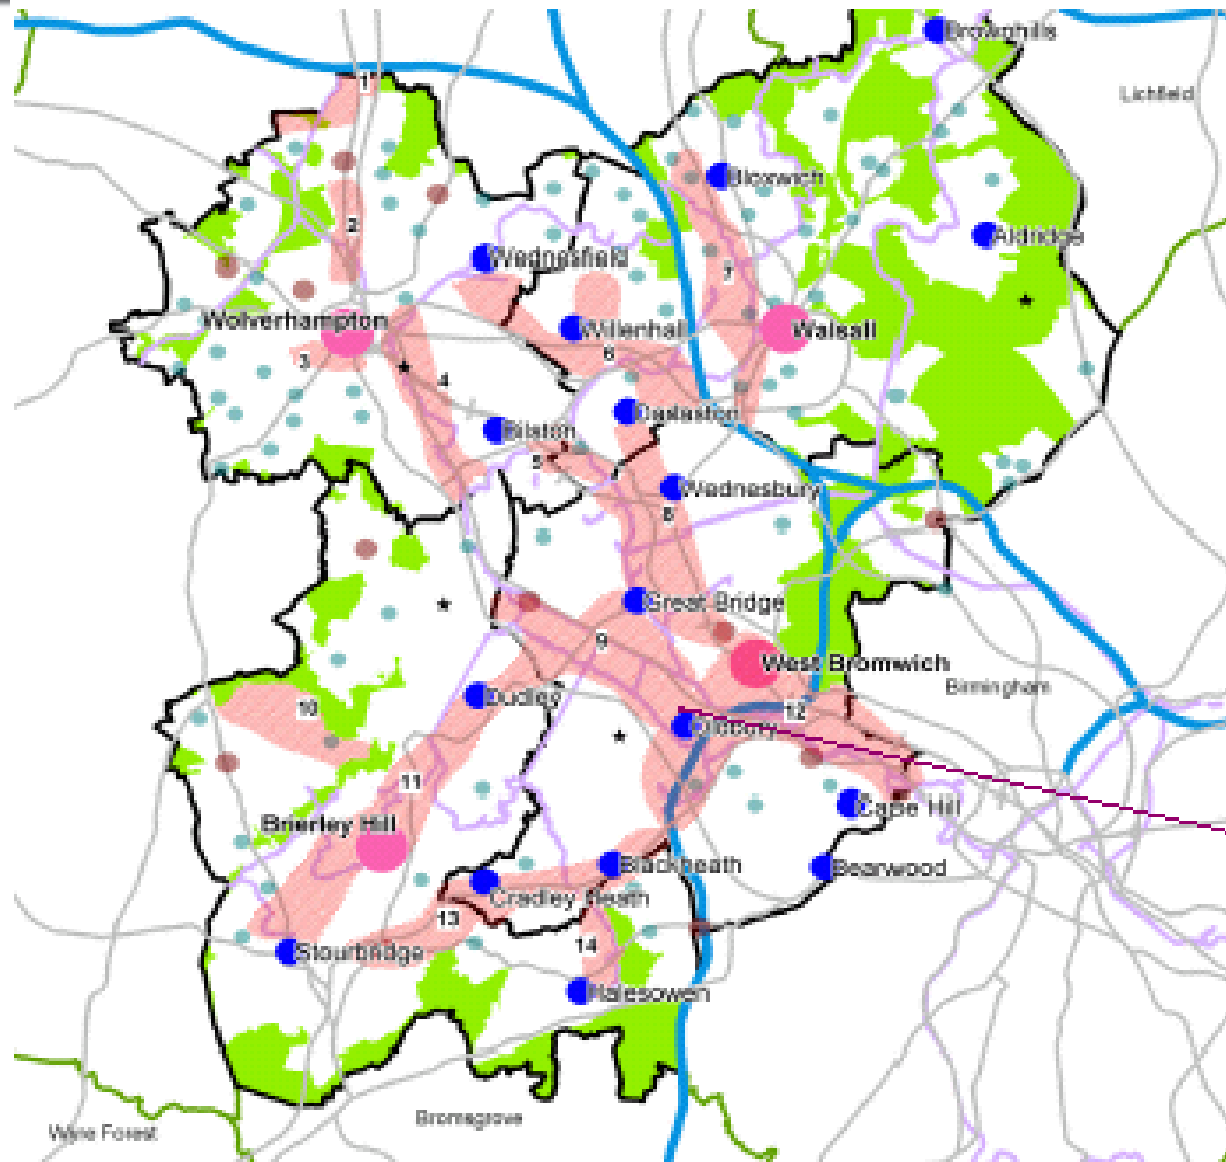 Brownhills
1
Lichfield
Bloxwich
2
Aldridge
Wednesfield
7
Wolverhampton
Willenhall
Walsall
6
3
4
Darlaston
Bilston
5
Wednesbury
8
Great Bridge
9
West Bromwich
Birmingham
Dudley
10
12
Oldbury
11
Cape Hill
Brierley Hill
Blackheath
Bearwood
Cradley Heath
13
14
Stourbridge
Halesowen
Bromsgrove
Wyre Forest